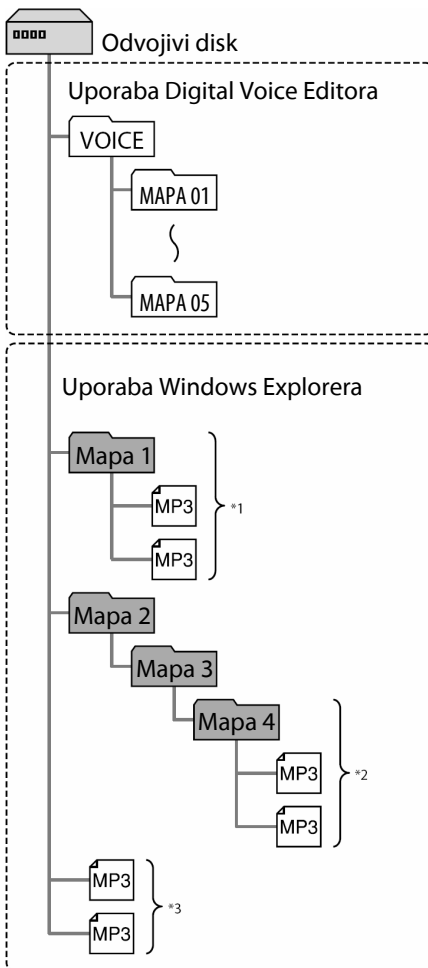 Odvojivi disk
Uporaba Digital Voice Editora
VOICE
MAPA 01
MAPA 05
Uporaba Windows Explorera
Mapa 1
MP3
*1
MP3
Mapa 2
Mapa 3
Mapa 4
MP3
*2
MP3
MP3
*3
MP3